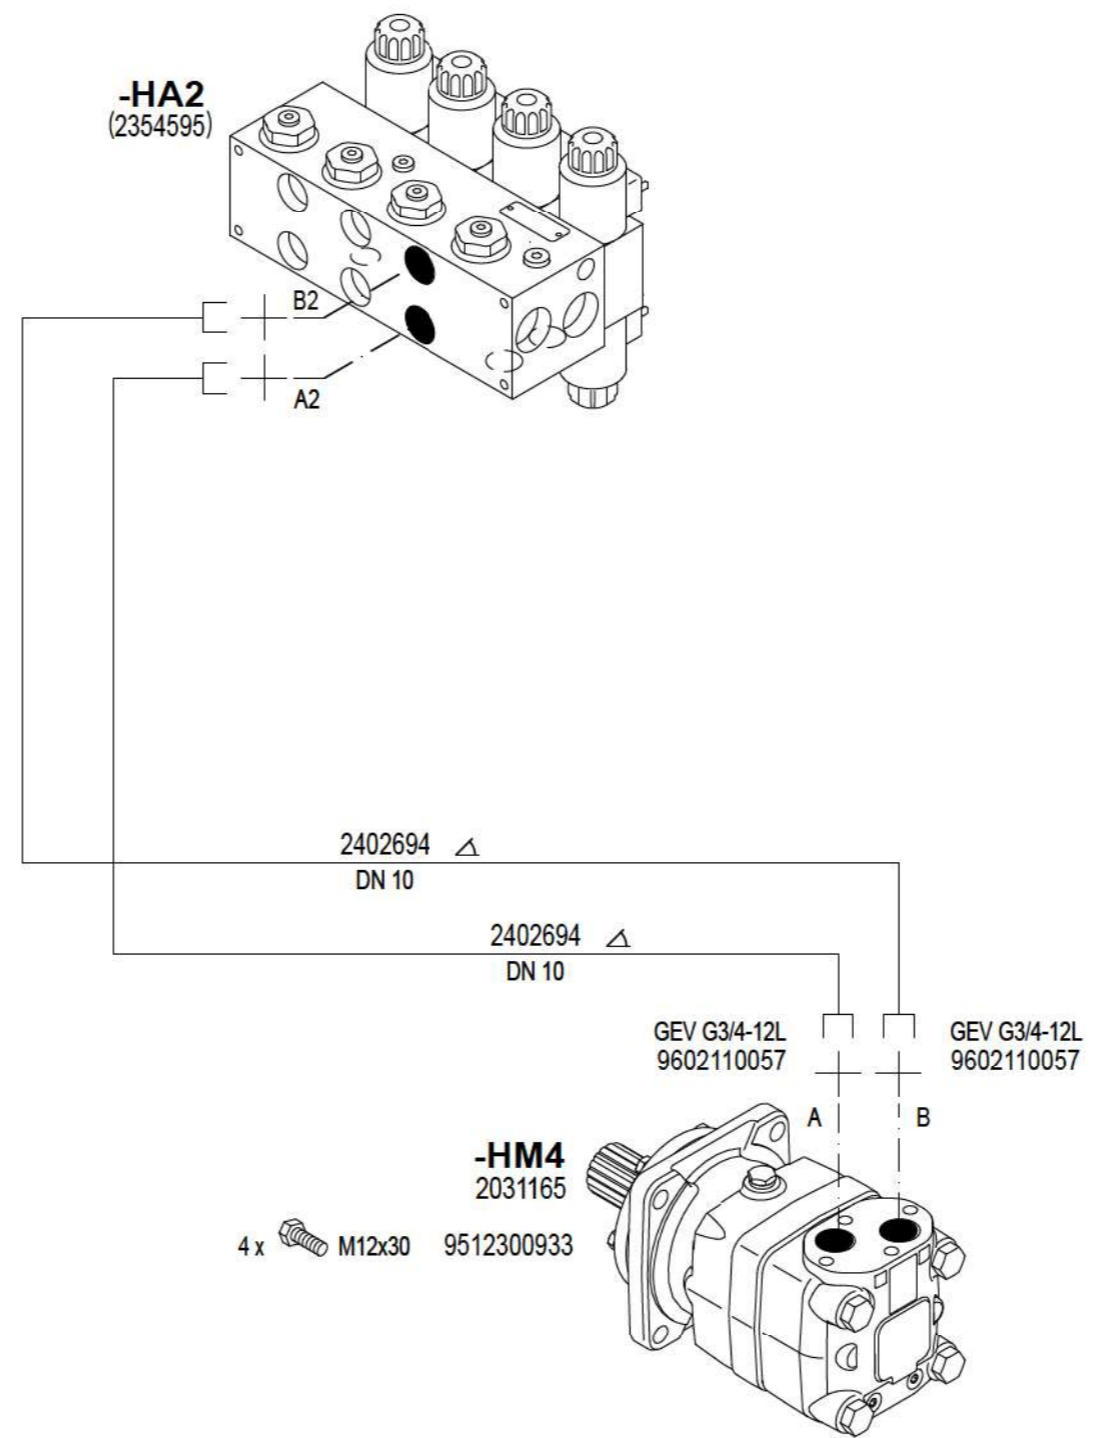 -HA2
(2354595)
B2
A2
2402694
DN 10
2402694
DN 10
GEV G3/4-12L
9602110057
GEV G3/4-12L
9602110057
A
B
-HM4
2031165
4 x M12x30 9512300933